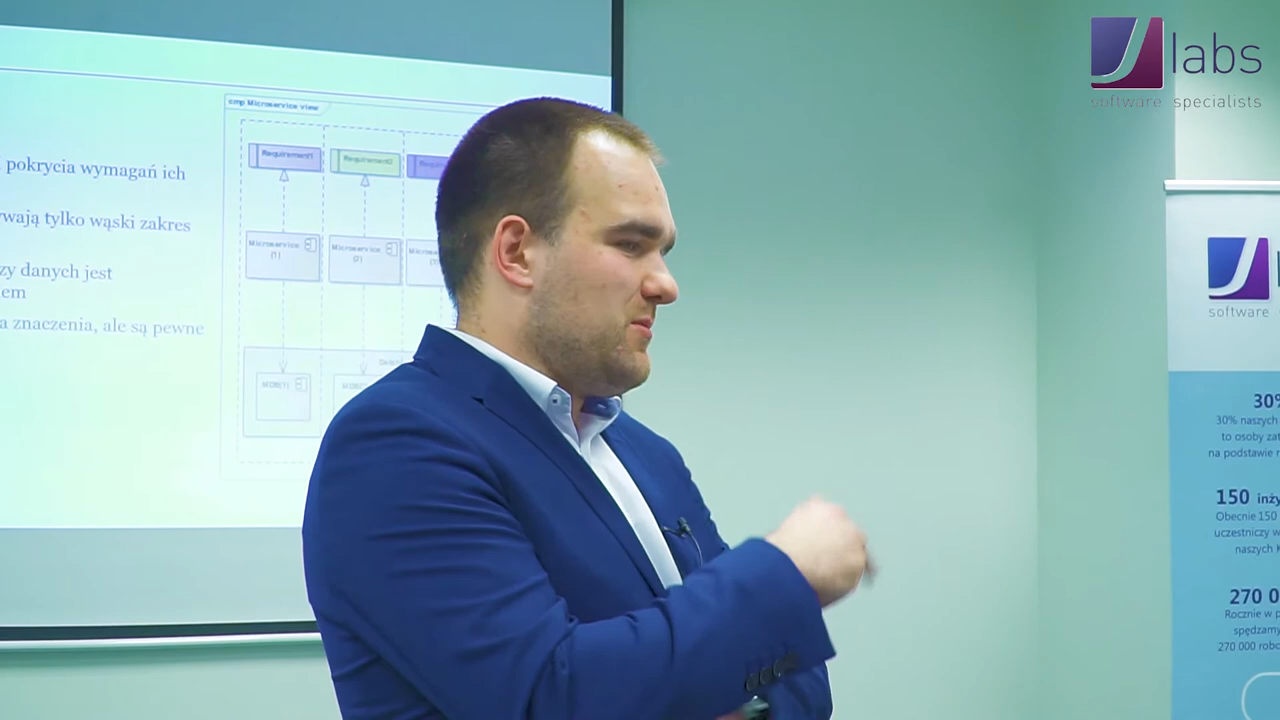 labs
software specialists
cmp Microservice view
Requirement1
Requirement2
pokrycia wymagań ich
wają tylko wąski zakres
zy danych jest
em
a znaczenia, ale są pewne
Microservice
(1)
Microservice
(2)
MDB(1)
software
30%
30% naszych
to osoby zat
na podstawie
150 inży
Obecnie 150
uczestniczy w
naszych
270 0
Rocznie w p
spędzamy
270 000 robo